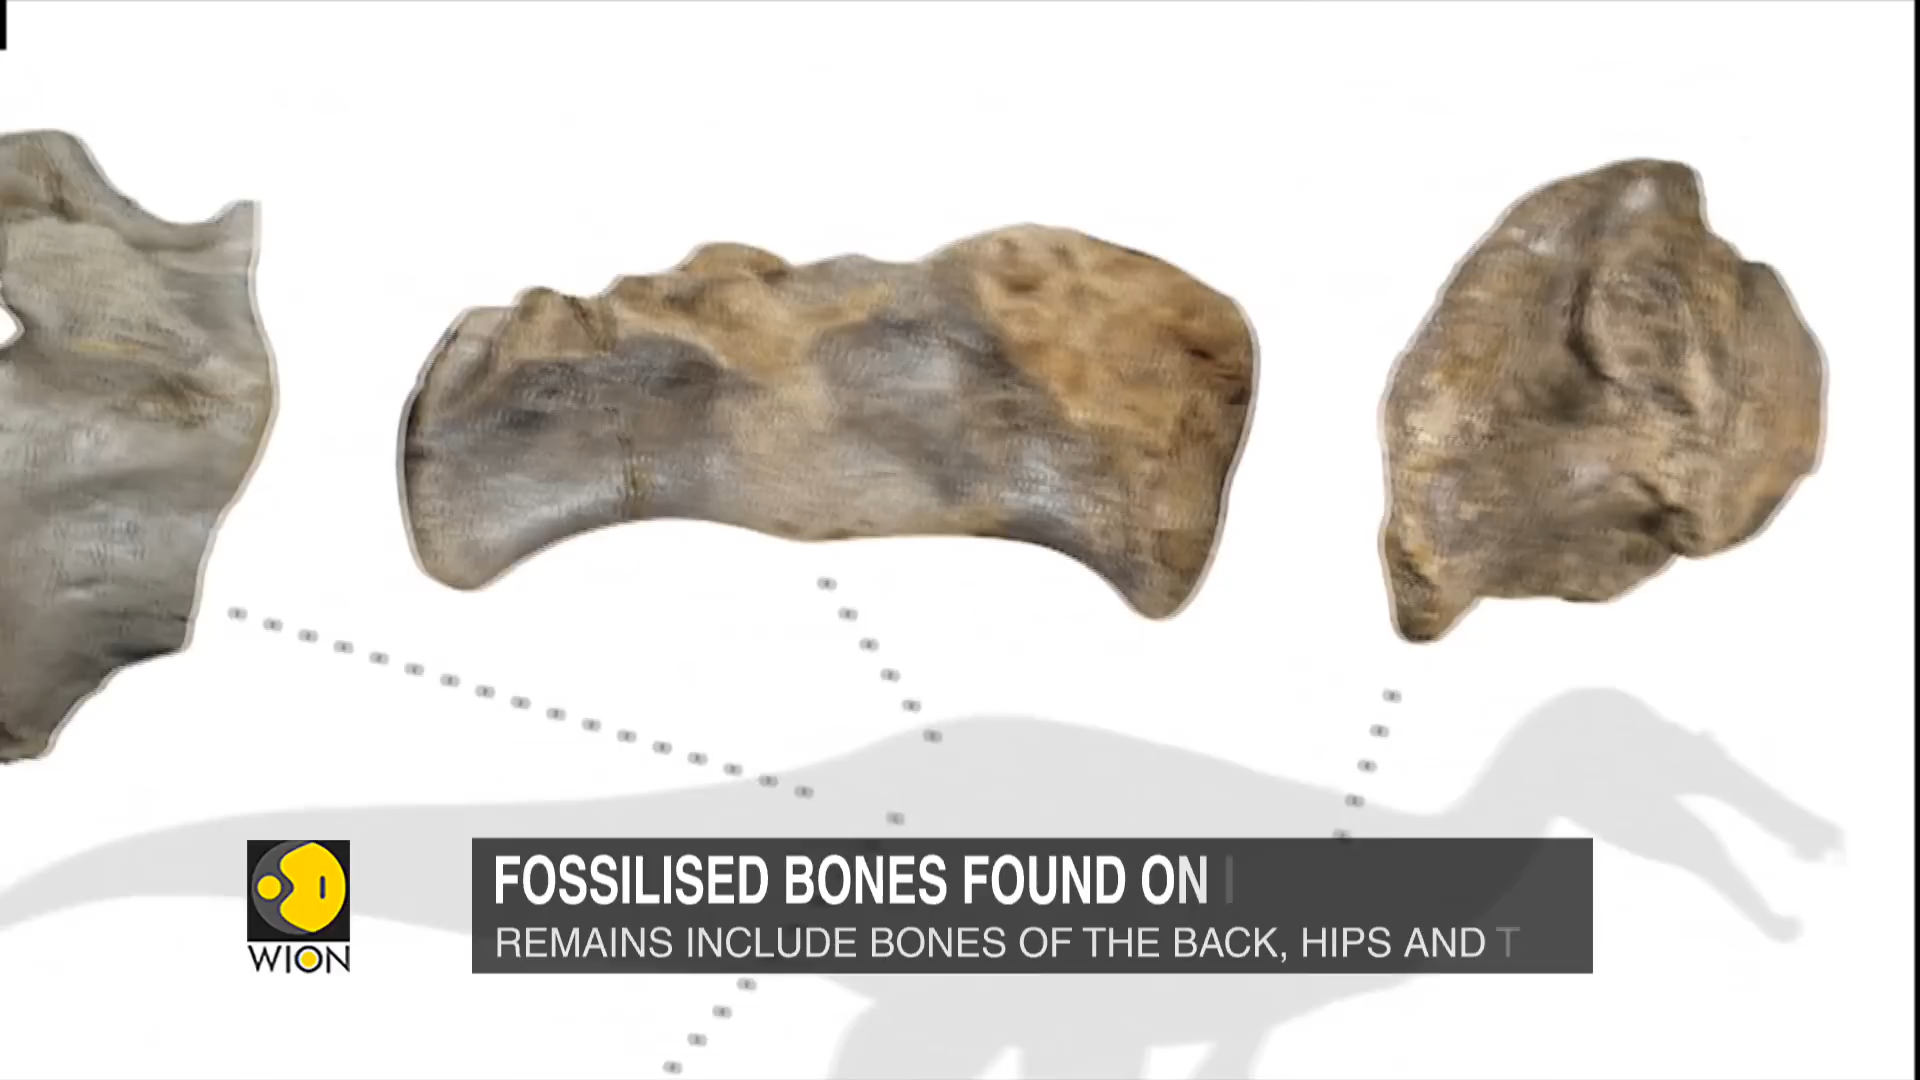 FOSSILISED BONES FOUND ON
REMAINS INCLUDE BONES OF THE BACK, HIPS AND T
WION